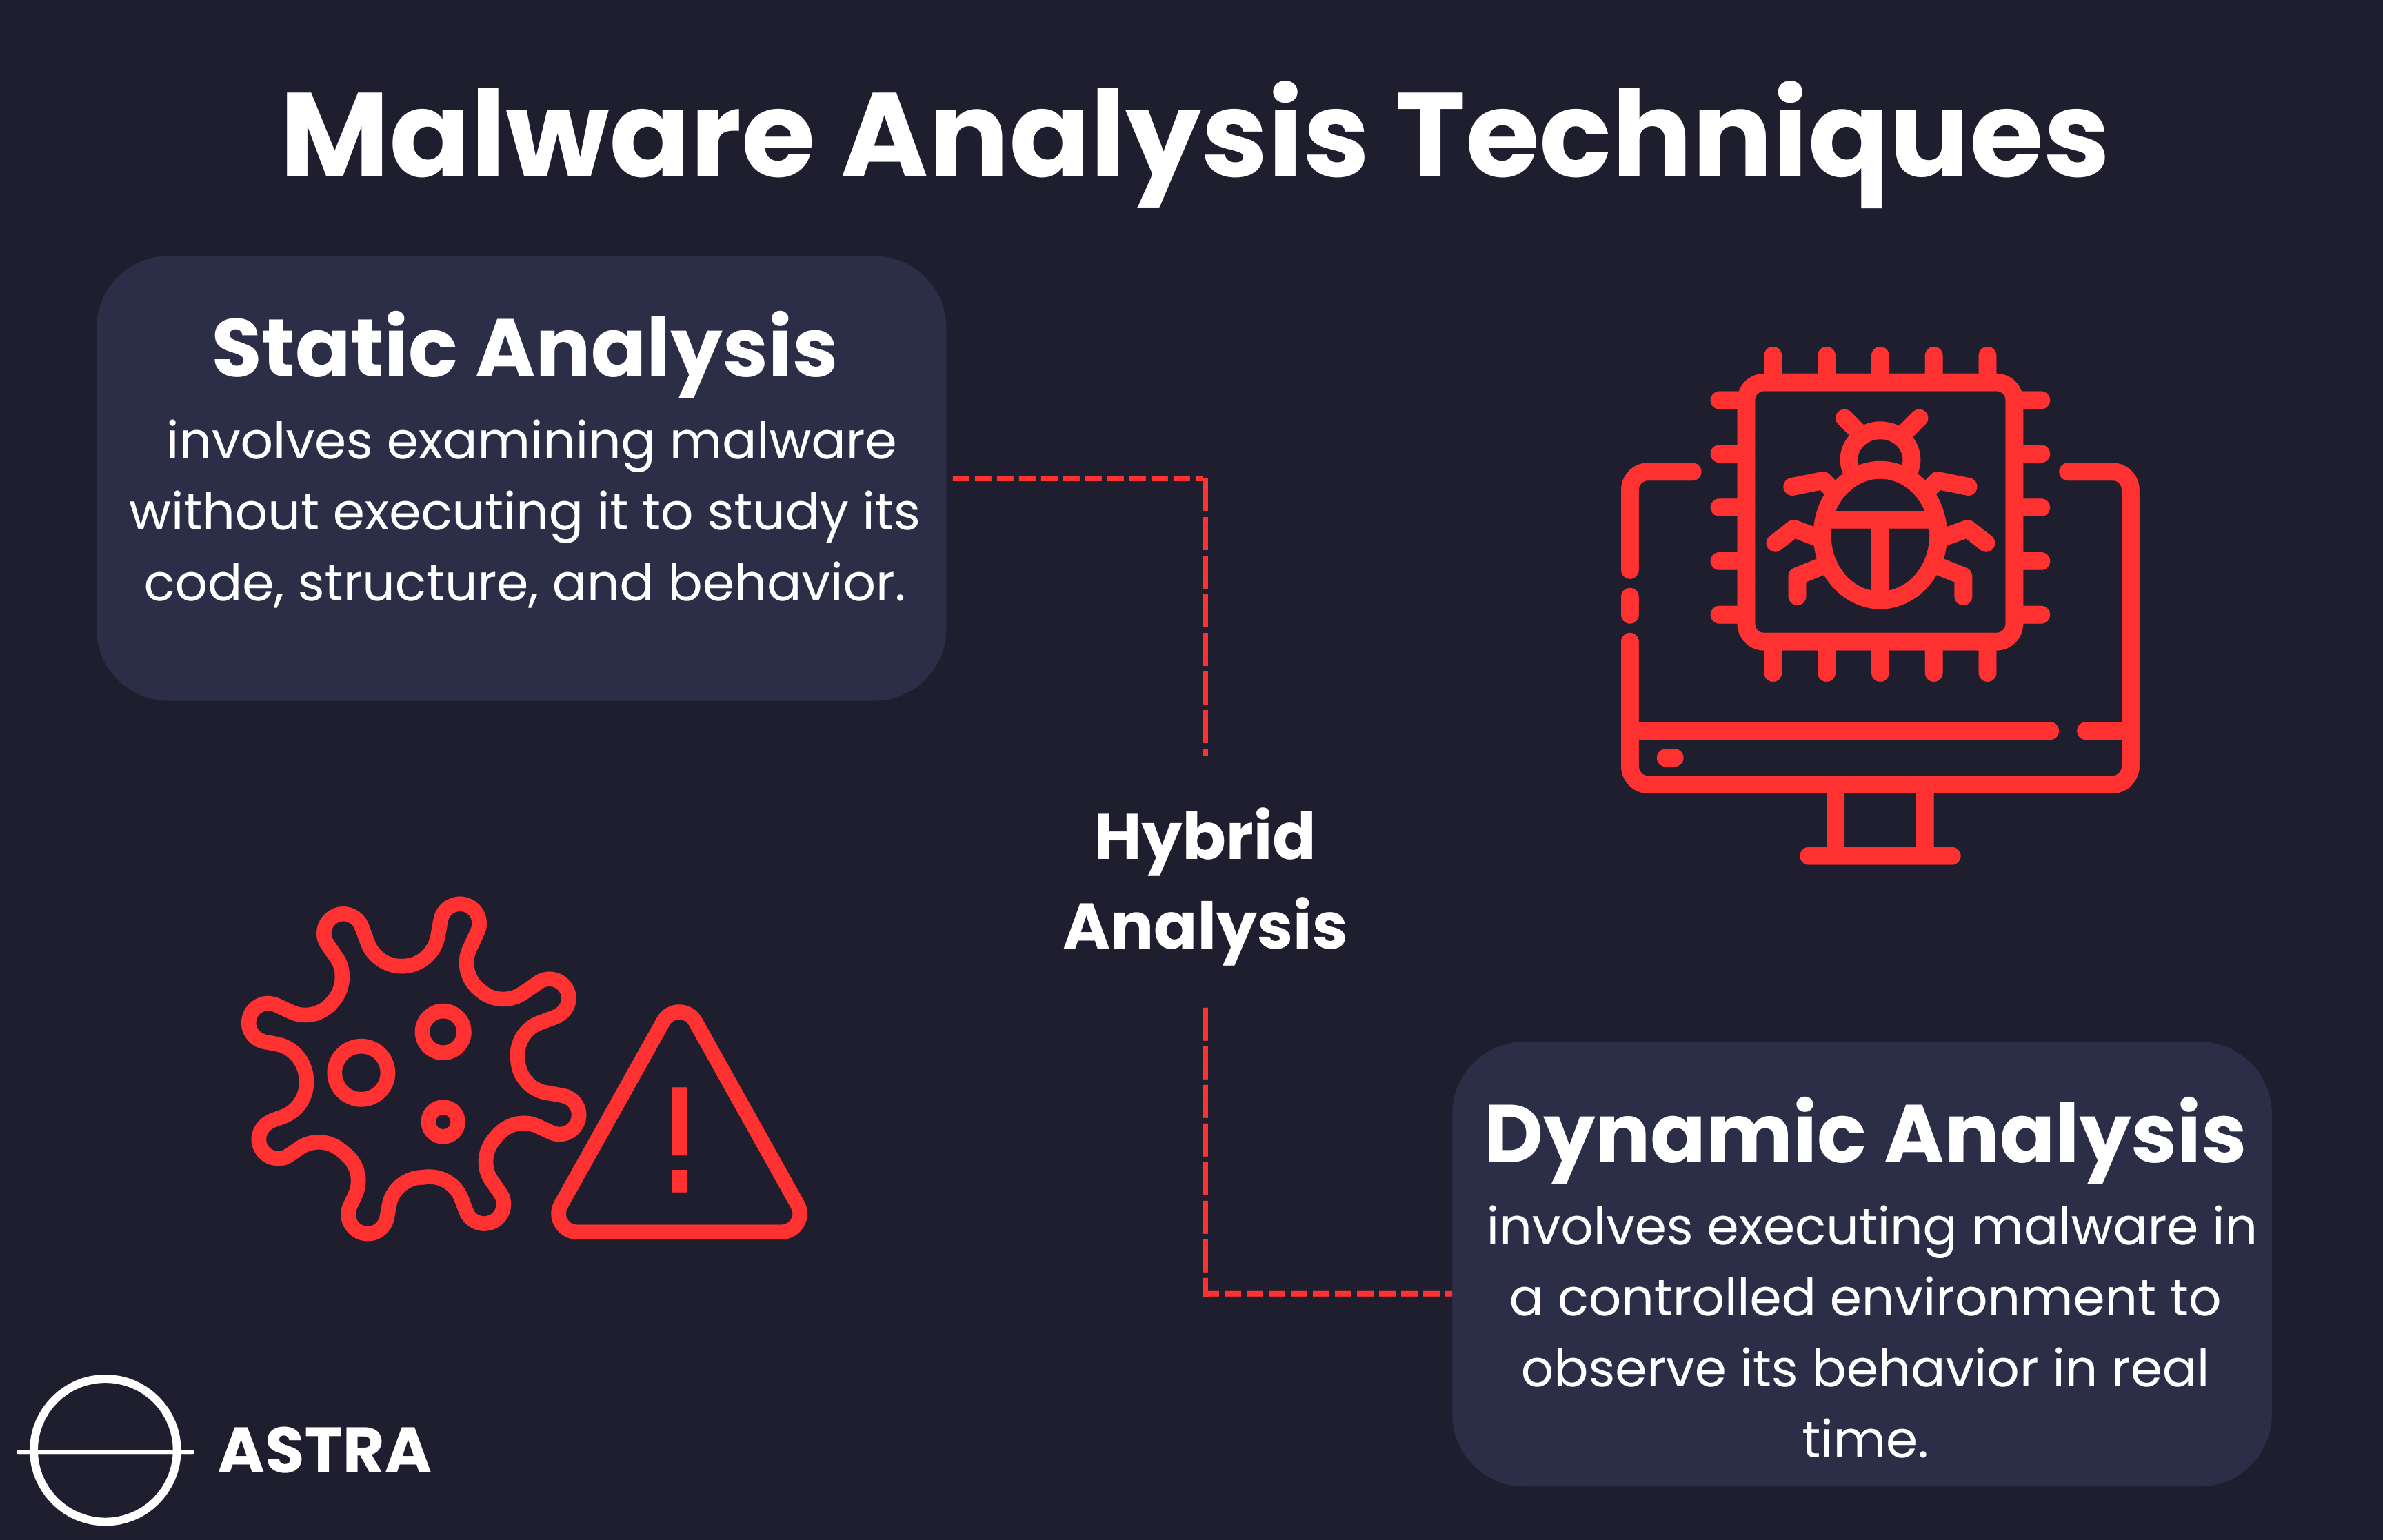 Malware Analysis Techniques
Static Analysis
involves examining malware
without executing it to study its
code, structure, and behavior.
Hybrid
Analysis
Dynamic Analysis
involves executing malware in
a controlled environment to
observe its behavior in real
time.
ASTRA